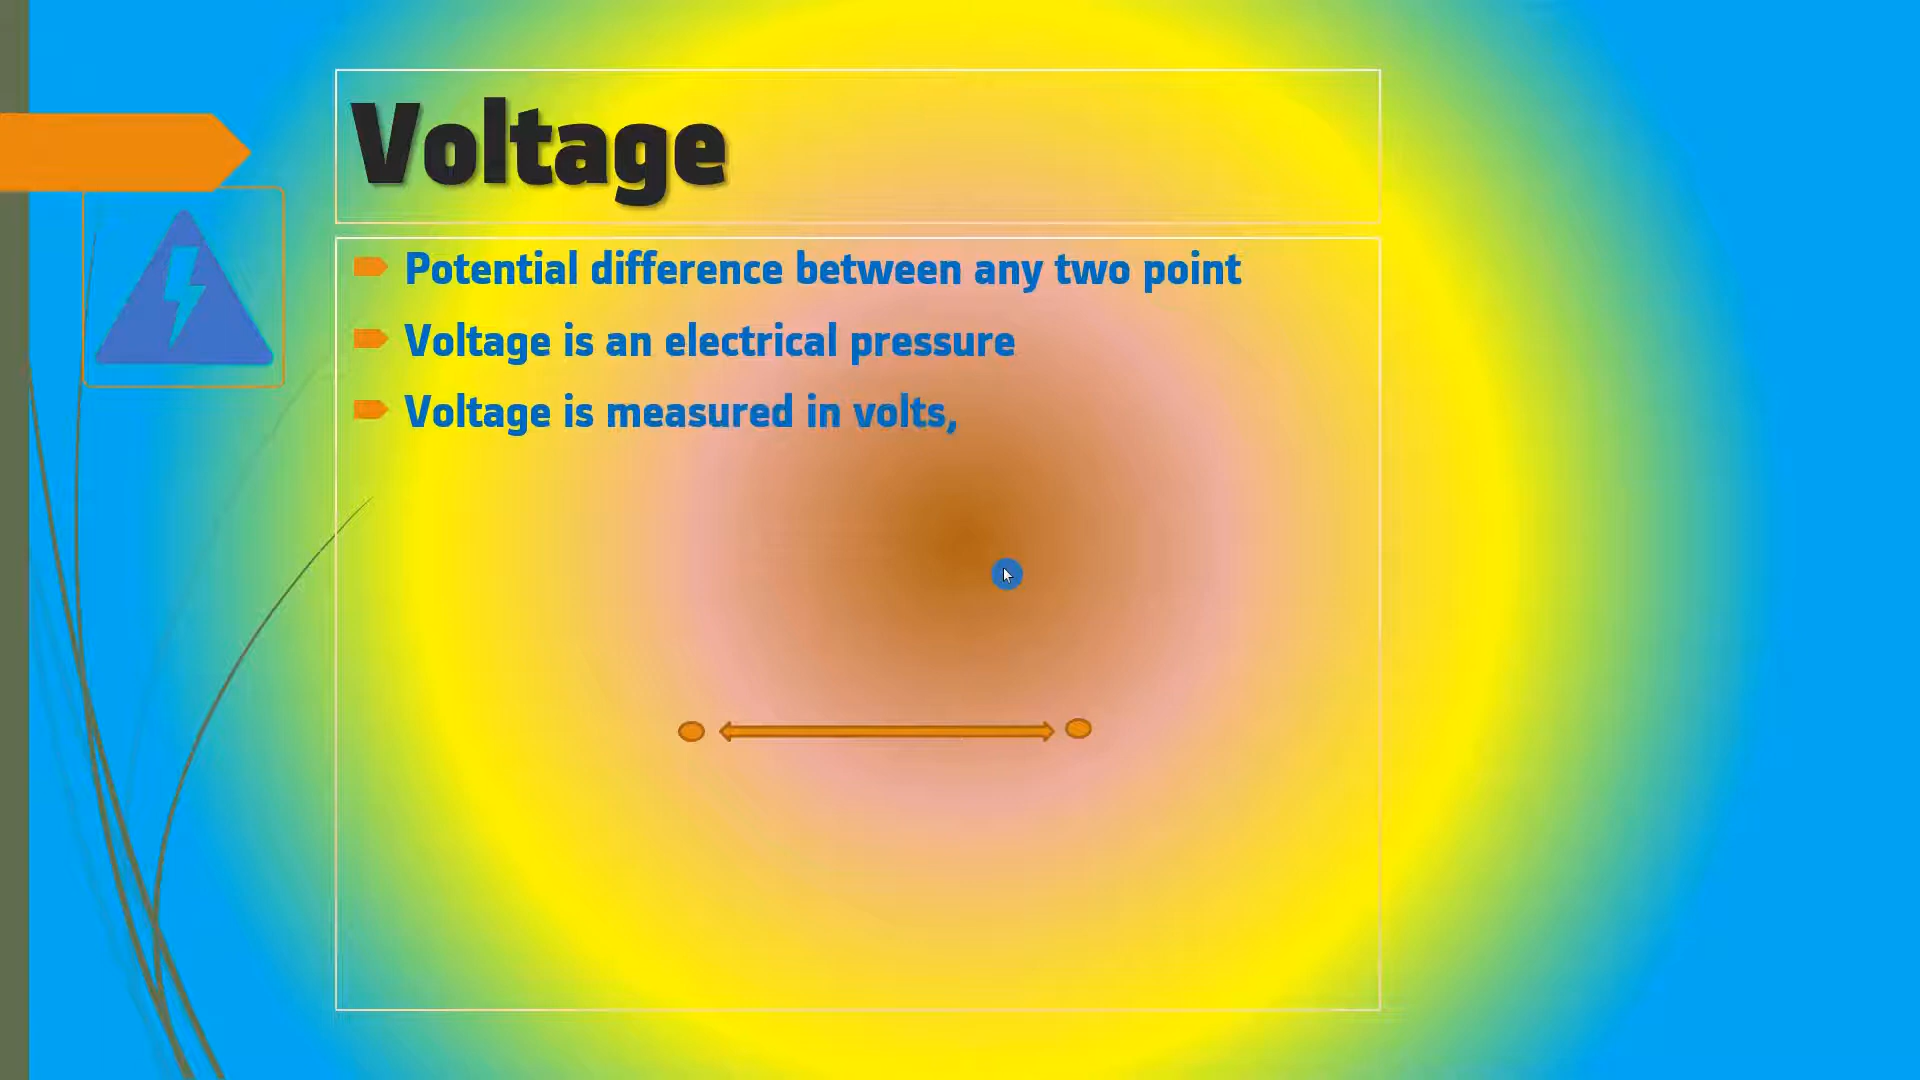 Voltage
Potential difference between any two point
Voltage is an electrical pressure
Voltage is measured in volts,